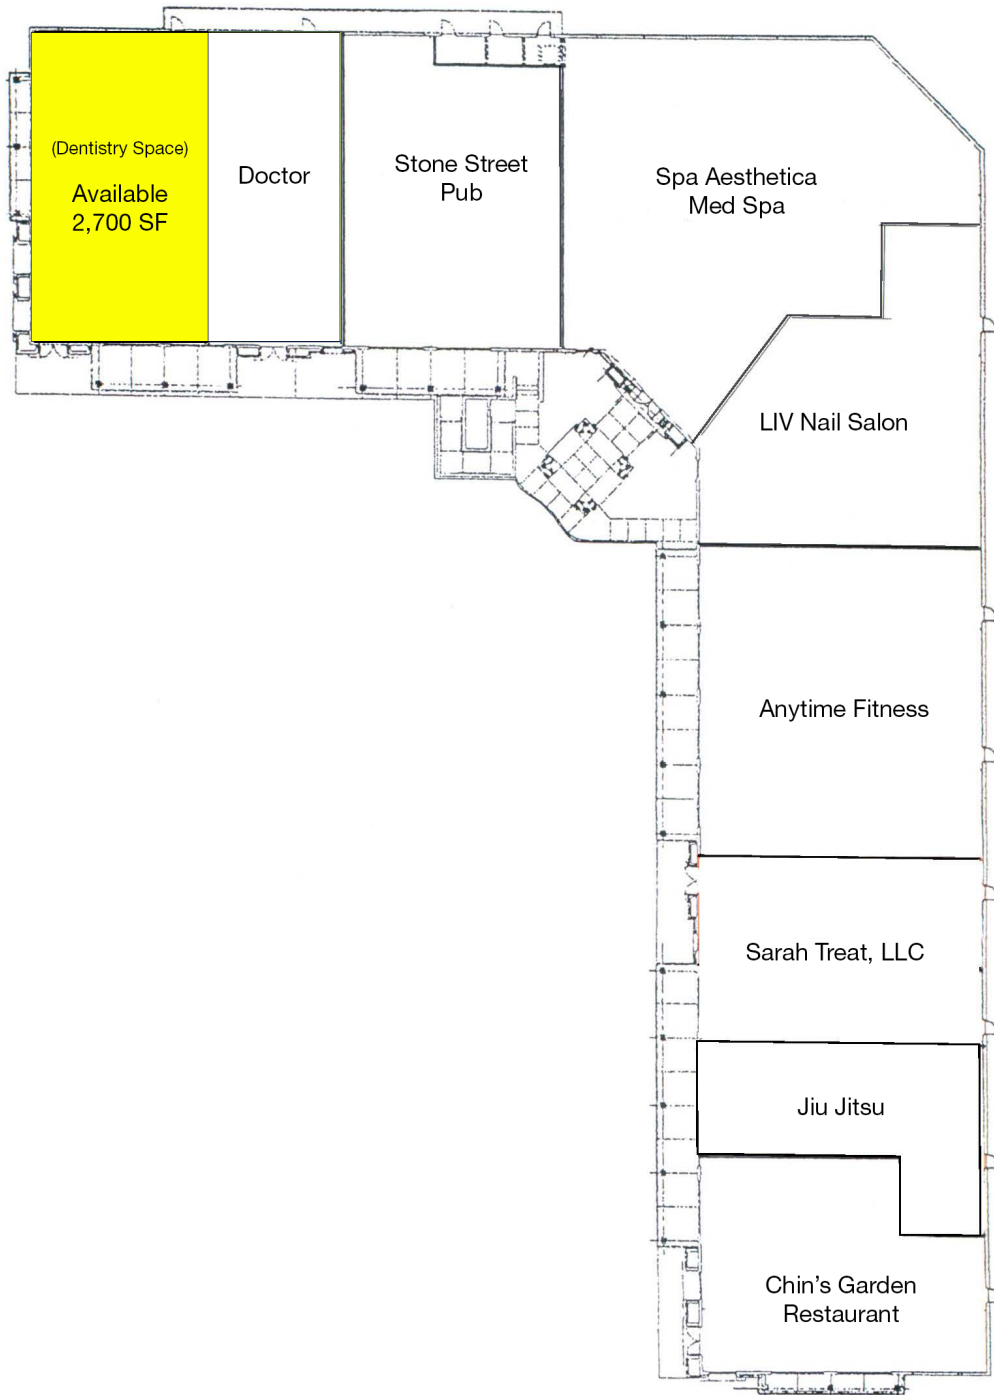 (Dentistry Space)
Available
2,700 SF
Doctor
Stone Street
Pub
Spa Aesthetica
Med Spa
LIV Nail Salon
Anytime Fitness
Sarah Treat, LLC
Jiu Jitsu
Chin's Garden
Restaurant